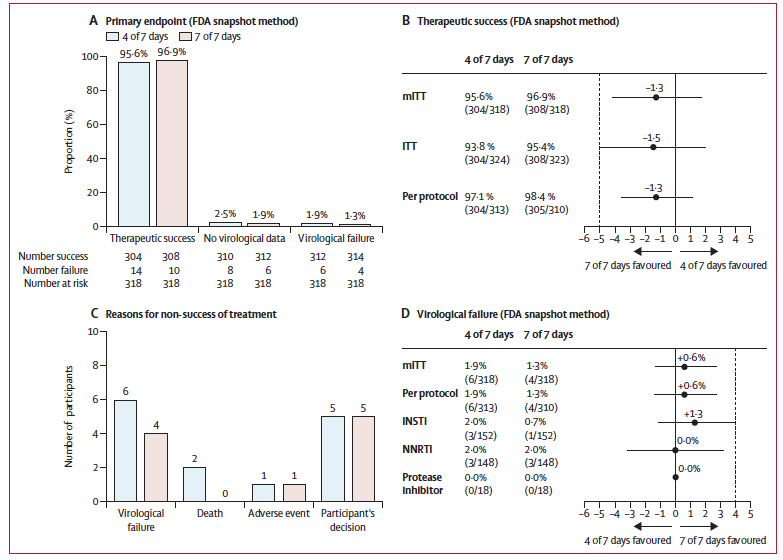 A Primary endpoint (FDA snapshot method)
4 of 7 days 7 of 7 days
100
80
60
40
20
0
Proportion (%)
95·6% 96·9%
2·5% 1·9%
1·9% 1·3%
Therapeutic success No virological data Virological failure
Number success 304 308 310 312 312 314
Number failure 14 10 8 6 6 4
Number at risk 318 318 318 318 318 318
B Therapeutic success (FDA snapshot method)
4 of 7 days 7 of 7 days
mITT 95·6% 96·9% –1·3
(304/318) (308/318)
ITT 93·8% 95·4% –1·5
(304/324) (308/323)
Per protocol 97·1% 98·4% –1·3
(304/313) (305/310)
–6 –5 –4 –3 –2 –1 0 1 2 3 4 5
7 of 7 days favoured 4 of 7 days favoured
C Reasons for non-success of treatment
10
8
6
4
2
0
Number of participants
6 4 2 0 1 1 5 5
Virological Death Adverse event Participant's
failure decision
D Virological failure (FDA snapshot method)
4 of 7 days 7 of 7 days
mITT 1·9% 1·3% +0·6%
(6/318) (4/318)
Per protocol 1·9% 1·3% +0·6%
(6/313) (4/310)
INSTI 2·0% 0·7% +1·3
(3/152) (1/152)
NNRTI 2·0% 2·0% 0·0%
(3/148) (3/148)
Protease 0·0% 0·0% 0·0%
Inhibitor (0/18) (0/18)
–6 –5 –4 –3 –2 –1 0 1 2 3 4 5
4 of 7 days favoured 7 of 7 days favoured